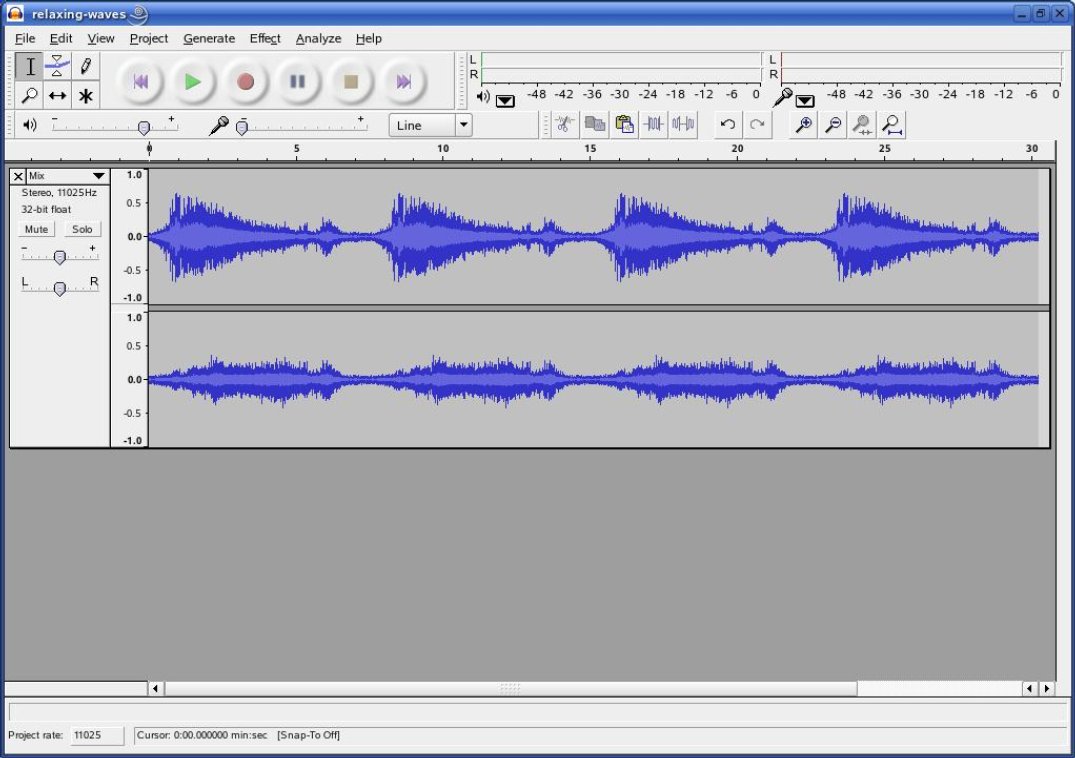 relaxing-waves
File Edit View Project Generate Effect Analyze Help
L
R
-48 -42 -36 -30 -24 -18 -12 -6 0
L
R
-48 -42 -36 -30 -24 -18 -12 -6 0
- +
- +
Line
0 5 10 15 20 25 30
Mix
Stereo, 11025Hz
32-bit float
Mute Solo
- +
L R
1.0
0.5
0.0
-0.5
-1.0
1.0
0.5
0.0
-0.5
-1.0
Project rate: 11025 Cursor: 0:00.000000 min:sec [Snap-To Off]